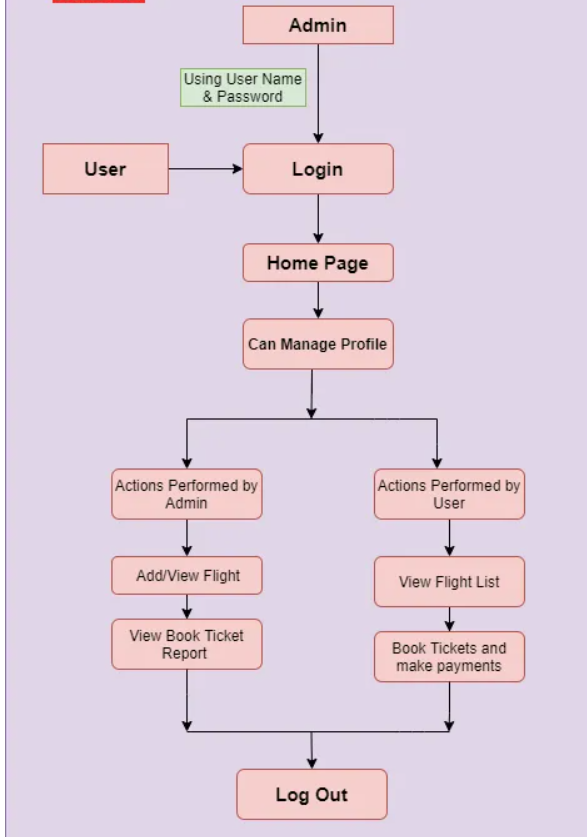 Admin
Using User Name
& Password
User
Login
Home Page
Can Manage Profile
Actions Performed by
Admin
Actions Performed by
User
Add/View Flight
View Flight List
View Book Ticket
Report
Book Tickets and
make payments
Log Out